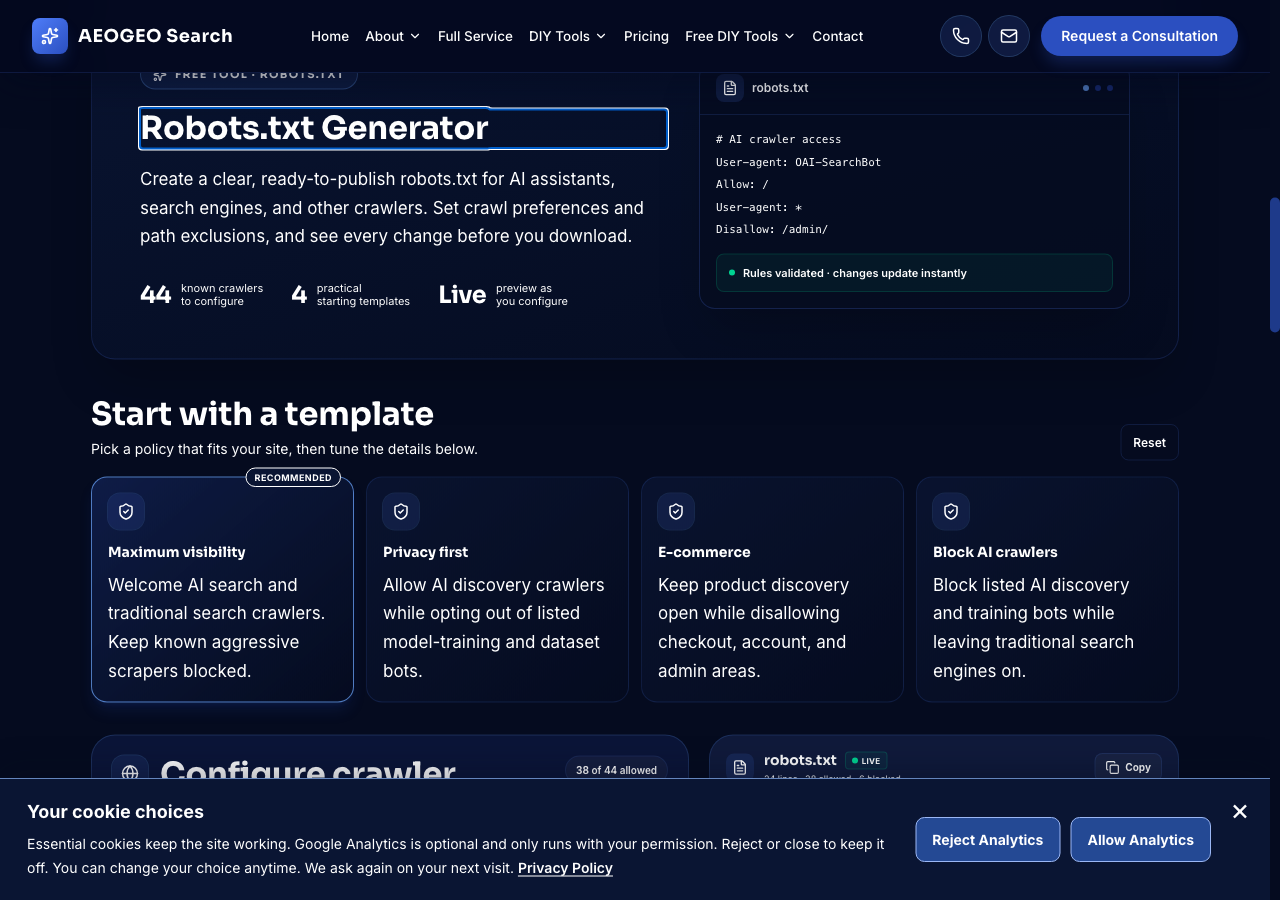 AEOGEO Search
Home
About
Full Service
DIY Tools
Pricing
Free DIY Tools
Contact
Request a Consultation
FREE TOOL · ROBOTS.TXT
Robots.txt Generator
Create a clear, ready-to-publish robots.txt for AI assistants,
search engines, and other crawlers. Set crawl preferences and
path exclusions, and see every change before you download.
44 known crawlers
to configure
4 practical
starting templates
Live preview as
you configure
robots.txt
# AI crawler access
User-agent: OAI-SearchBot
Allow: /
User-agent: *
Disallow: /admin/
Rules validated · changes update instantly
Start with a template
Pick a policy that fits your site, then tune the details below.
Reset
RECOMMENDED
Maximum visibility
Welcome AI search and
traditional search crawlers.
Keep known aggressive
scrapers blocked.
Privacy first
Allow AI discovery crawlers
while opting out of listed
model-training and dataset
bots.
E-commerce
Keep product discovery
open while disallowing
checkout, account, and
admin areas.
Block AI crawlers
Block listed AI discovery
and training bots while
leaving traditional search
engines on.
Configure crawler
38 of 44 allowed
robots.txt
LIVE
Copy
Your cookie choices
Essential cookies keep the site working. Google Analytics is optional and only runs with your permission. Reject or close to keep it
off. You can change your choice anytime. We ask again on your next visit. Privacy Policy
Reject Analytics
Allow Analytics